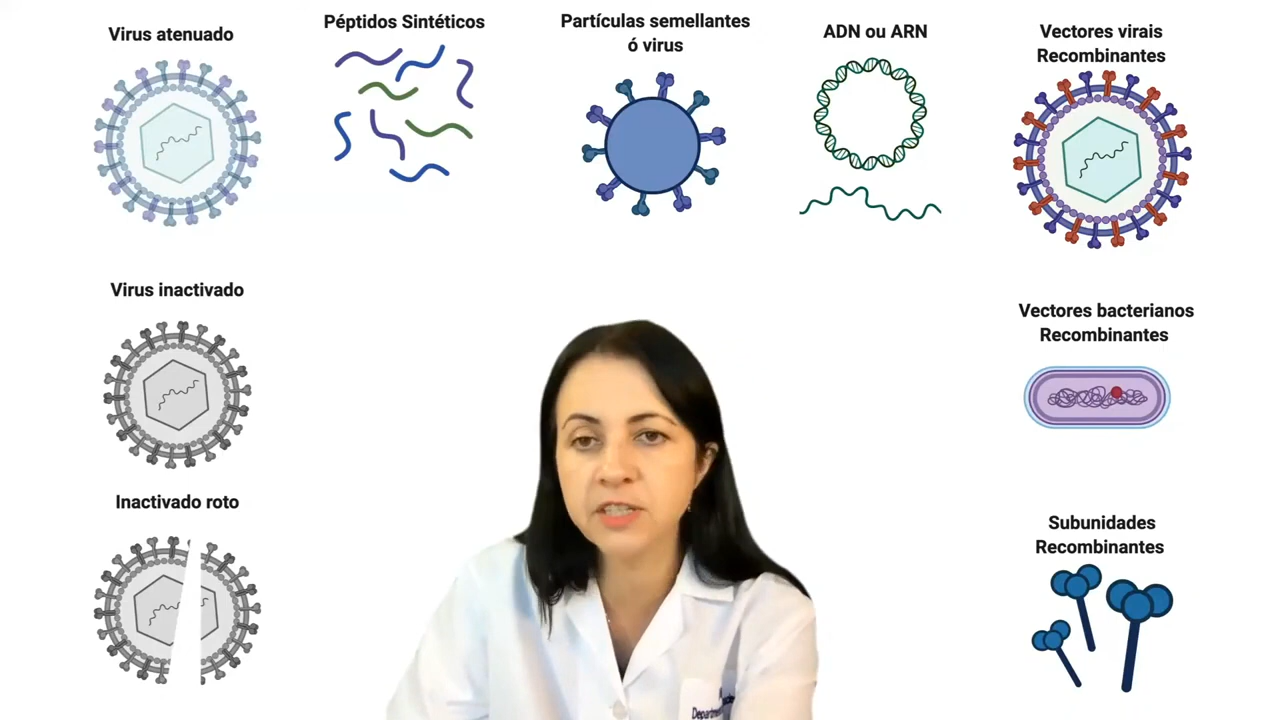 Virus atenuado
Péptidos Sintéticos
Partículas semellantes
ó virus
ADN ou ARN
Vectores virais
Recombinantes
Virus inactivado
Vectores bacterianos
Recombinantes
Inactivado roto
Subunidades
Recombinantes